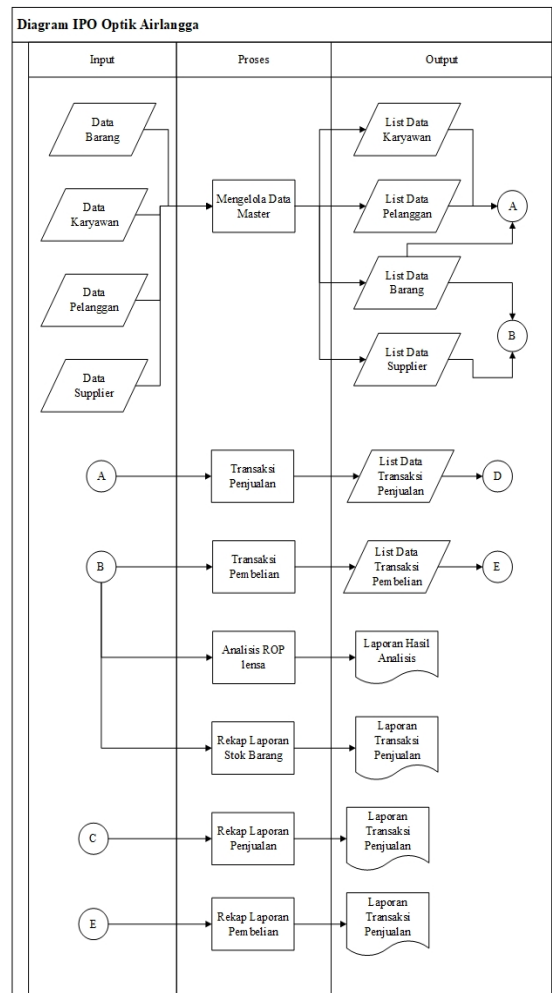 Diagram IPO Optik Airlangga
Input
Proses
Output
Data
Barang
Data
Karyawan
Data
Pelanggan
Data
Supplier
Mengelola Data
Master
List Data
Karyawan
List Data
Pelanggan
List Data
Barang
List Data
Supplier
A
B
A
Transaksi
Penjualan
List Data
Transaksi
Penjualan
D
B
Transaksi
Pembelian
List Data
Transaksi
Pembelian
E
Analisis ROP
lensa
Laporan Hasil
Analisis
Rekap Laporan
Stok Barang
Laporan
Transaksi
Penjualan
C
Rekap Laporan
Penjualan
Laporan
Transaksi
Penjualan
E
Rekap Laporan
Pembelian
Laporan
Transaksi
Penjualan